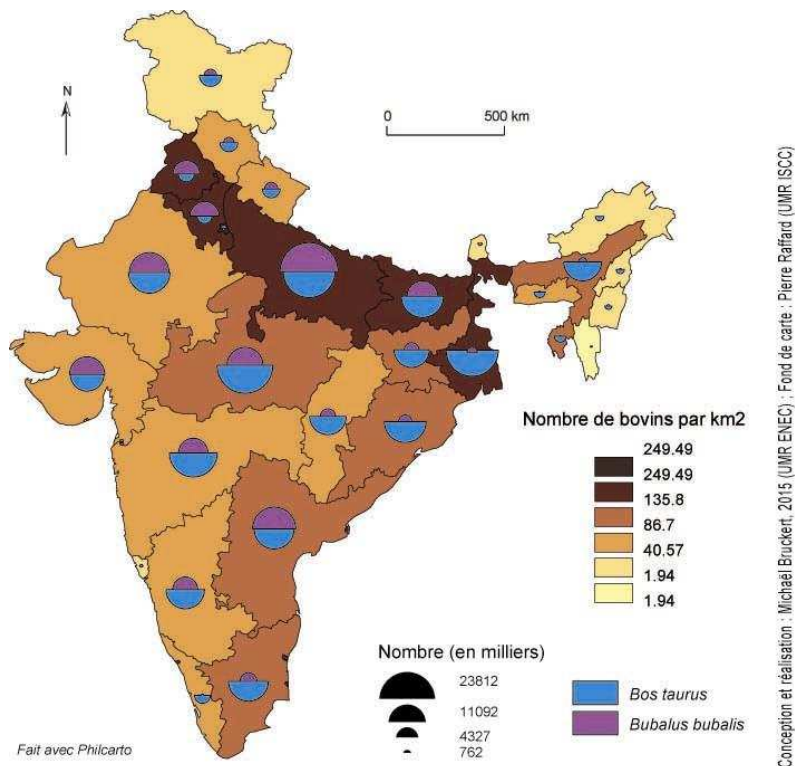 N
0
500 km
Nombre de bovins par km2
249.49
249.49
135.8
86.7
40.57
1.94
1.94
Nombre (en milliers)
23812
11092
4327
762
Bos taurus
Bubalus bubalis
Fait avec Philcarto
Conception et réalisation : Michaël Bruckert, 2015 (UMR ENEC) ; Fond de carte : Pierre Raffard (UMR ISCC)